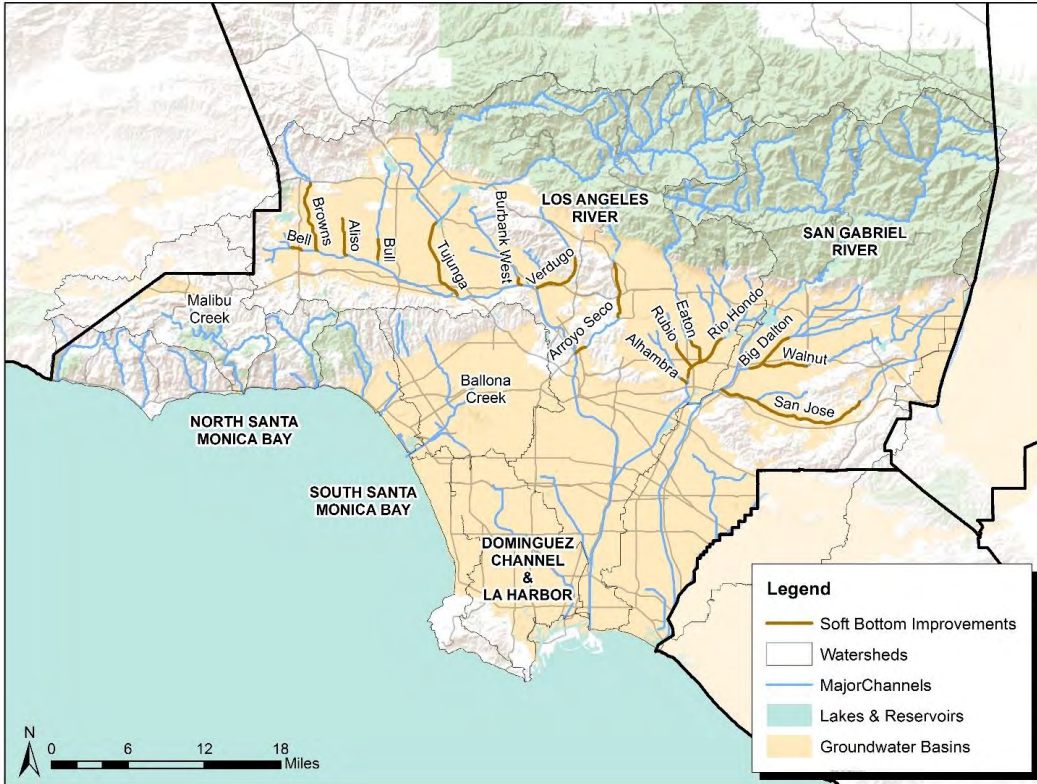 LOS ANGELES
RIVER
SAN GABRIEL
RIVER
Browns
Aliso
Bell
Bull
Tujunga
Burbank West
Verdugo
Arroyo Seco
Rubio
Eaton
Rio Hondo
Alhambra
Big Dalton
Walnut
San Jose
Malibu
Creek
Ballona
Creek
NORTH SANTA
MONICA BAY
SOUTH SANTA
MONICA BAY
DOMINGUEZ
CHANNEL
&
LA HARBOR
Legend
Soft Bottom Improvements
Watersheds
MajorChannels
Lakes & Reservoirs
Groundwater Basins
N
0 6 12 18
Miles